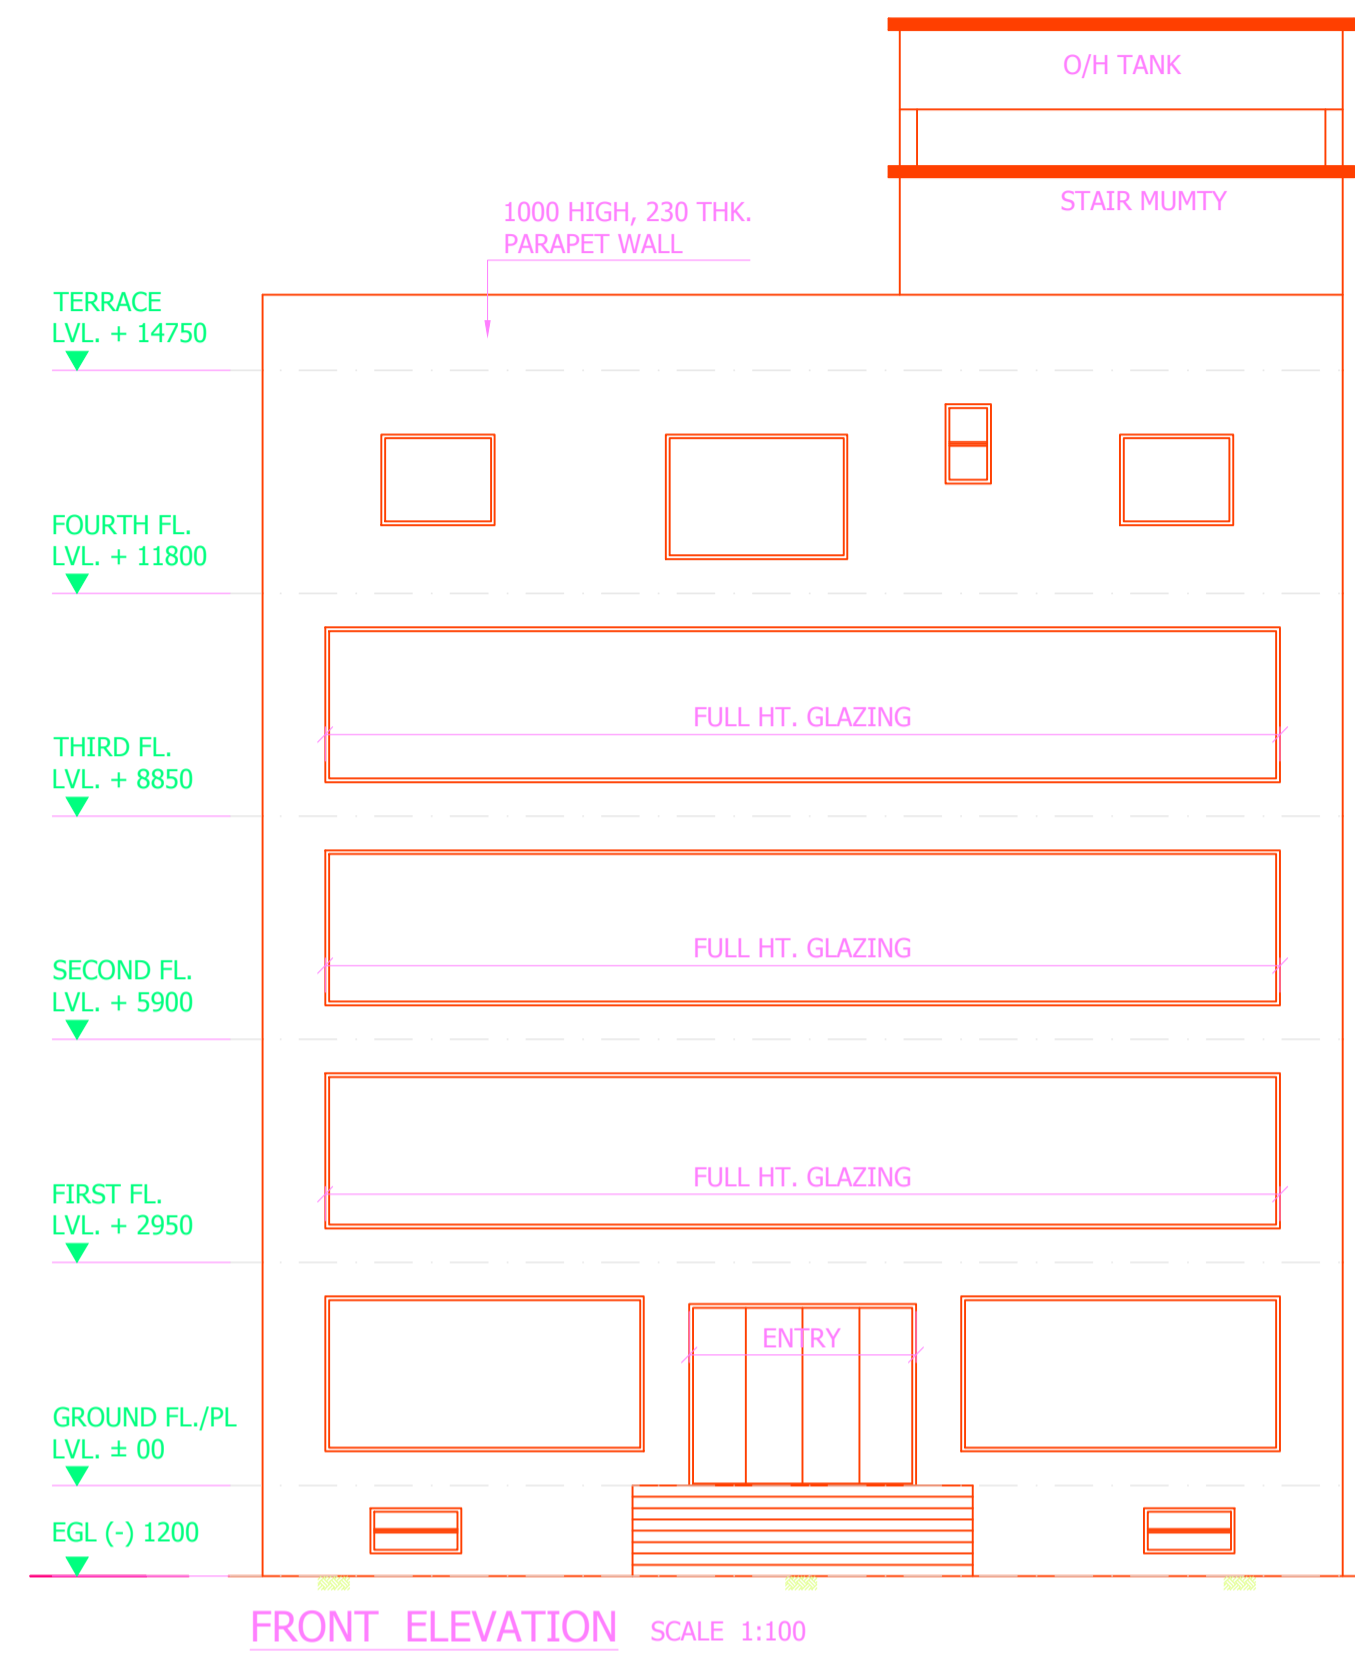 O/H TANK
STAIR MUMTY
1000 HIGH, 230 THK.
PARAPET WALL
TERRACE
LVL. + 14750
FOURTH FL.
LVL. + 11800
FULL HT. GLAZING
THIRD FL.
LVL. + 8850
FULL HT. GLAZING
SECOND FL.
LVL. + 5900
FULL HT. GLAZING
FIRST FL.
LVL. + 2950
ENTRY
GROUND FL./PL
LVL. ± 00
EGL (-) 1200
FRONT ELEVATION SCALE 1:100